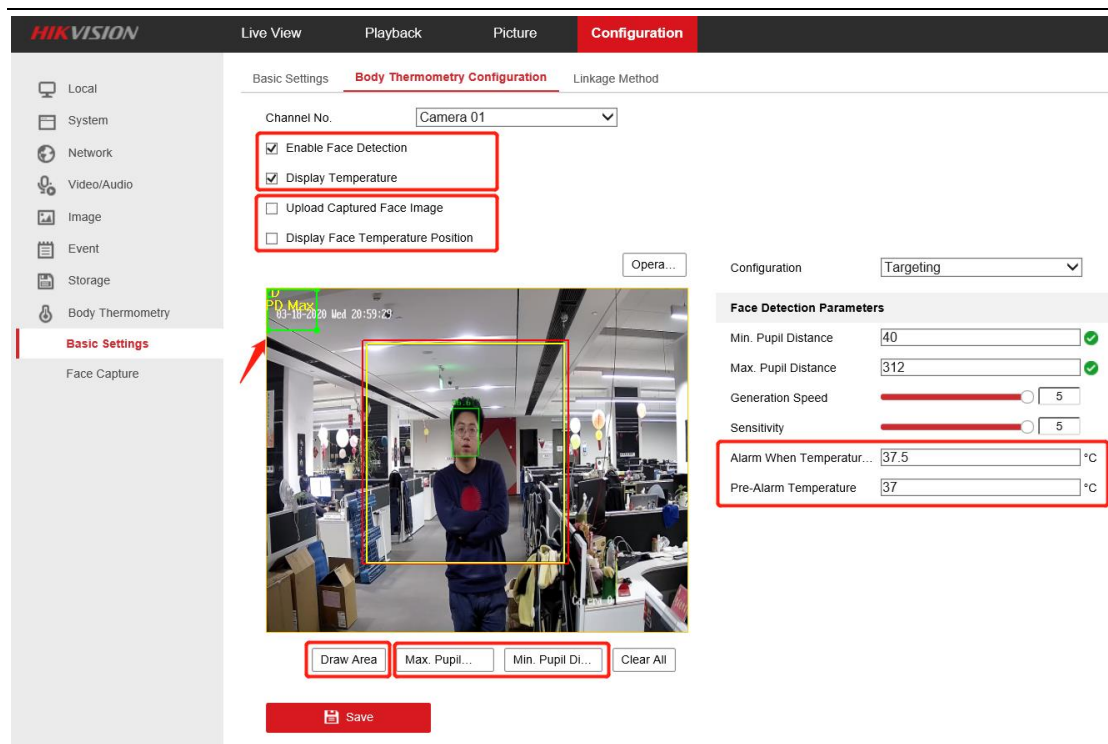 HIKVISION
Live View Playback Picture Configuration
Local
System
Network
Video/Audio
Image
Event
Storage
Body Thermometry
Basic Settings
Face Capture
Basic Settings Body Thermometry Configuration Linkage Method
Channel No. Camera 01
Enable Face Detection
Display Temperature
Upload Captured Face Image
Display Face Temperature Position
Opera...
D
PD Max
03-18-2020 Wed 20:59:29
Draw Area Max. Pupil... Min. Pupil Di... Clear All
Save
Configuration Targeting
Face Detection Parameters
Min. Pupil Distance 40
Max. Pupil Distance 312
Generation Speed 5
Sensitivity 5
Alarm When Temperatur... 37.5 °C
Pre-Alarm Temperature 37 °C